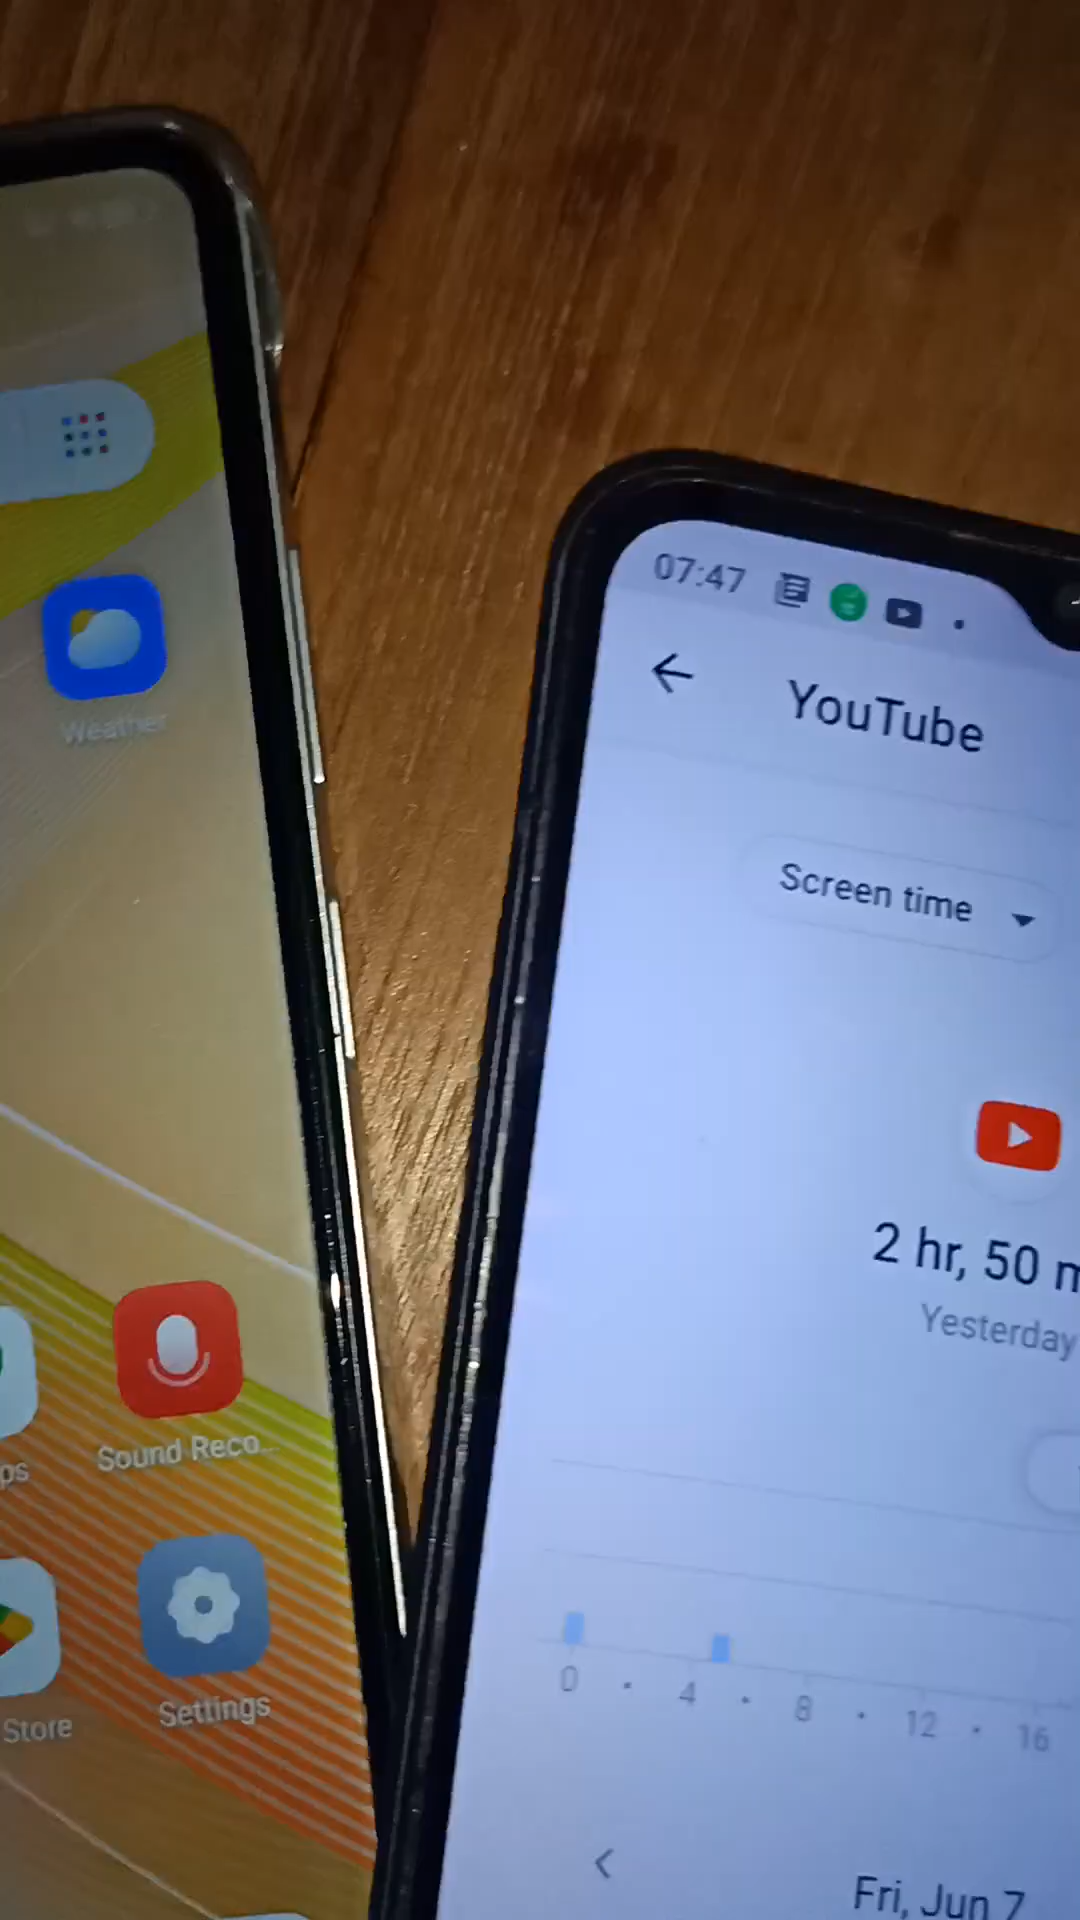 Weather
ps
Sound Reco...
Store
Settings
07:47
YouTube
Screen time
2 hr, 50 m
Yesterday
0 4 8 12 16
Fri, Jun 7